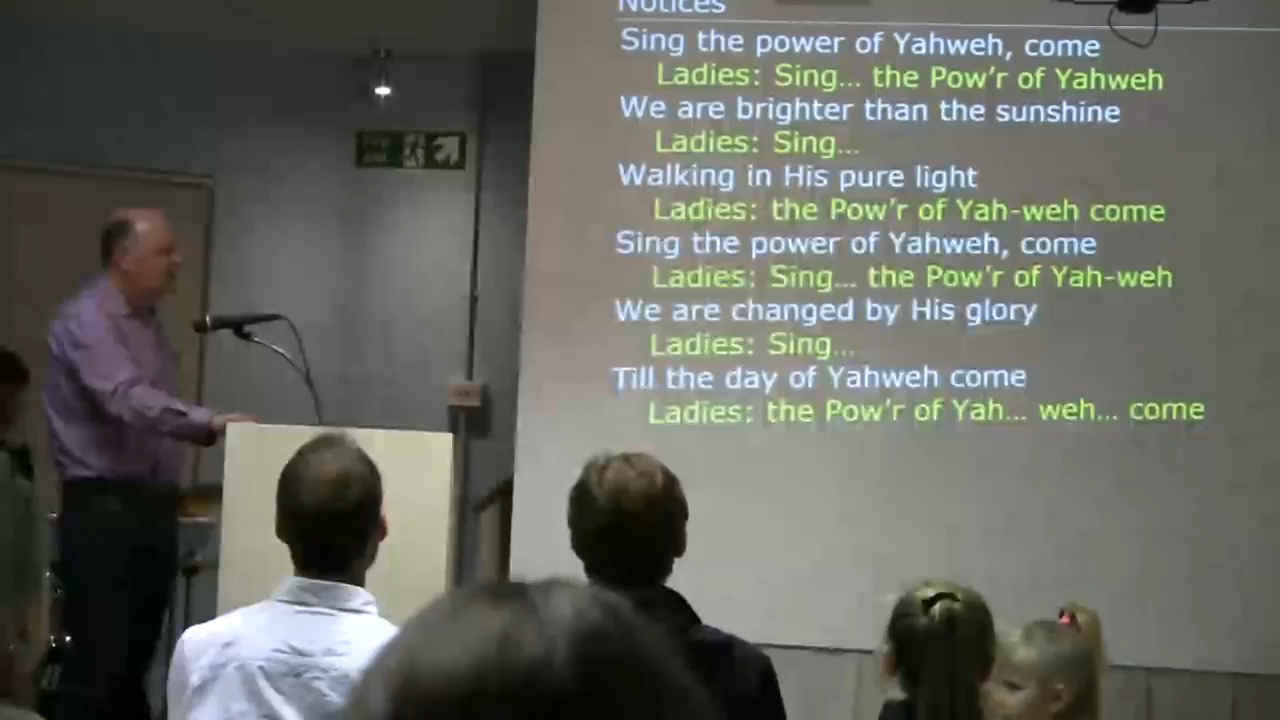 Notices
Sing the power of Yahweh, come
Ladies: Sing... the Pow'r of Yahweh
We are brighter than the sunshine
Ladies: Sing...
Walking in His pure light
Ladies: the Pow'r of Yah-weh come
Sing the power of Yahweh, come
Ladies: Sing... the Pow'r of Yah-weh
We are changed by His glory
Ladies: Sing...
Till the day of Yahweh come
Ladies: the Pow'r of Yah... weh... come